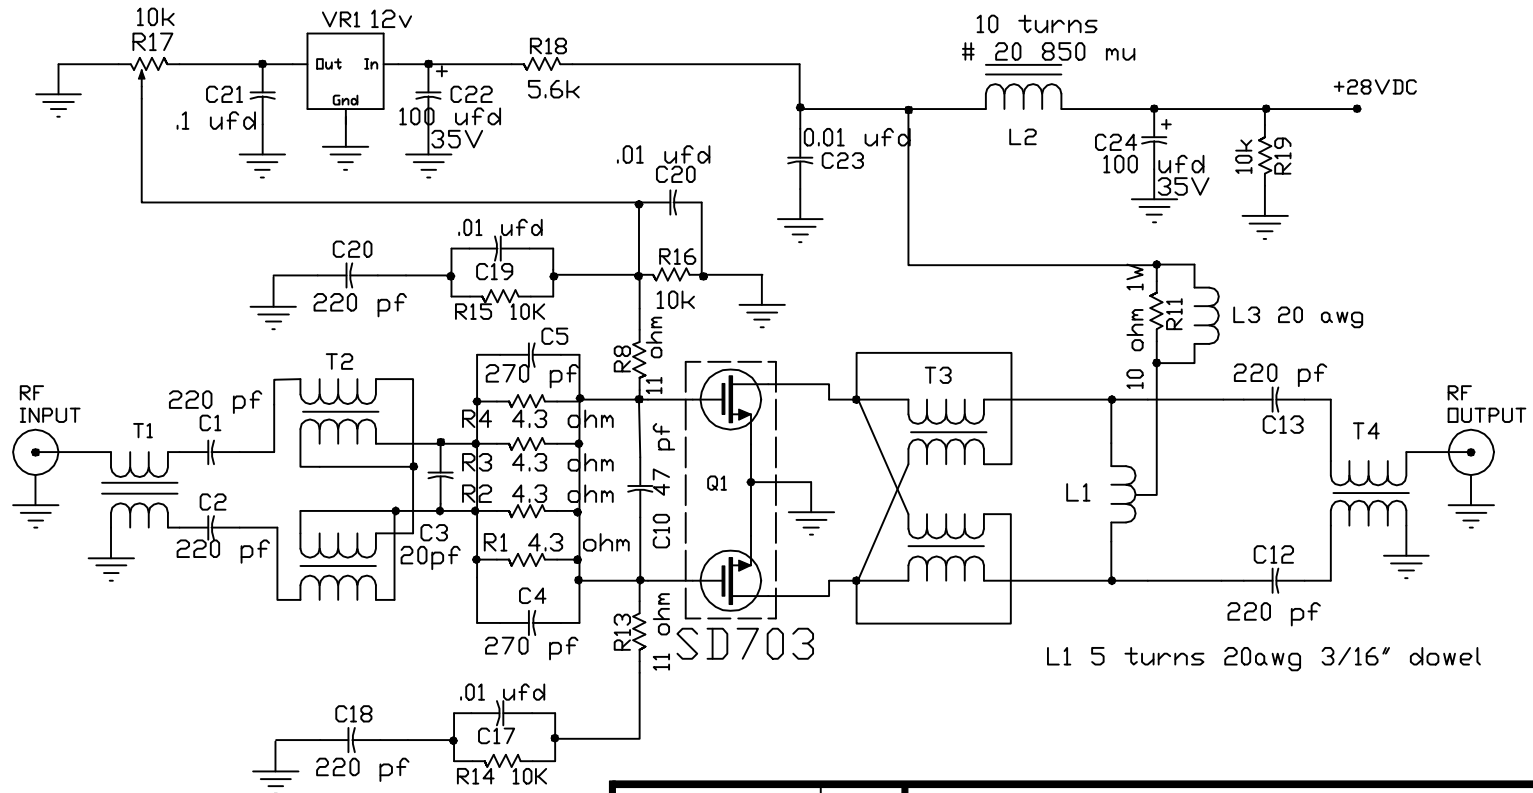 10k
R17
VR1 12v
Out In
Gnd
C21
.1 ufd
+
C22
100 ufd
35V
R18
5.6k
10 turns
# 20 850 mu
L2
+28VDC
0.01 ufd
C23
+
C24
100 ufd
35V
10k
R19
.01 ufd
C20
.01 ufd
C19
R15 10K
C20
220 pf
R16
10k
1W
10 ohm
R11
L3 20 awg
R8
11 ohm
C5
270 pf
R4 4.3 ohm
R3 4.3 ohm
R2 4.3 ohm
R1 4.3 ohm
C4
270 pf
RF
INPUT
T1
220 pf
C1
C2
220 pf
T2
C3
20pf
C10 47 pf
Q1
SD703
R13
11 ohm
T3
L1
220 pf
C13
C12
220 pf
T4
RF
OUTPUT
L1 5 turns 20awg 3/16" dowel
.01 ufd
C17
R14 10K
C18
220 pf